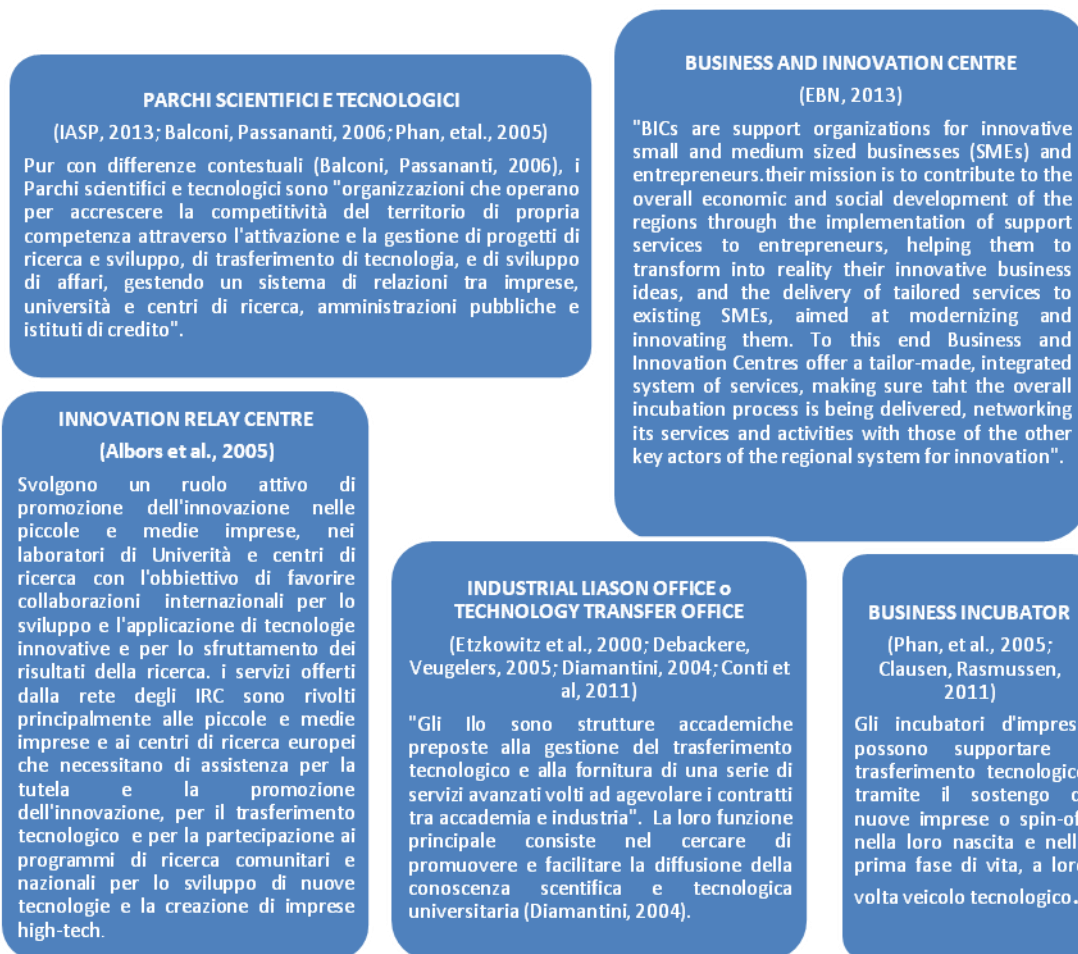 PARCHI SCIENTIFICI E TECNOLOGICI
(IASP, 2013; Balconi, Passananti, 2006; Phan, etal., 2005)
Pur con differenze contestuali (Balconi, Passananti, 2006), i
Parchi scientifici e tecnologici sono "organizzazioni che operano
per accrescere la competitività del territorio di propria
competenza attraverso l'attivazione e la gestione di progetti di
ricerca e sviluppo, di trasferimento di tecnologia, e di sviluppo
di affari, gestendo un sistema di relazioni tra imprese,
università e centri di ricerca, amministrazioni pubbliche e
istituti di credito".
BUSINESS AND INNOVATION CENTRE
(EBN, 2013)
"BICs are support organizations for innovative
small and medium sized businesses (SMEs) and
entrepreneurs.their mission is to contribute to the
overall economic and social development of the
regions through the implementation of support
services to entrepreneurs, helping them to
transform into reality their innovative business
ideas, and the delivery of tailored services to
existing SMEs, aimed at modernizing and
innovating them. To this end Business and
Innovation Centres offer a tailor-made, integrated
system of services, making sure taht the overall
incubation process is being delivered, networking
its services and activities with those of the other
key actors of the regional system for innovation".
INNOVATION RELAY CENTRE
(Albors et al., 2005)
Svolgono un ruolo attivo di
promozione dell'innovazione nelle
piccole e medie imprese, nei
laboratori di Univerità e centri di
ricerca con l'obbiettivo di favorire
collaborazioni internazionali per lo
sviluppo e l'applicazione di tecnologie
innovative e per lo sfruttamento dei
risultati della ricerca. i servizi offerti
dalla rete degli IRC sono rivolti
principalmente alle piccole e medie
imprese e ai centri di ricerca europei
che necessitano di assistenza per la
tutela e la promozione
dell'innovazione, per il trasferimento
tecnologico e per la partecipazione ai
programmi di ricerca comunitari e
nazionali per lo sviluppo di nuove
tecnologie e la creazione di imprese
high-tech.
INDUSTRIAL LIASON OFFICE o
TECHNOLOGY TRANSFER OFFICE
(Etzkowitz et al., 2000; Debackere,
Veugelers, 2005; Diamantini, 2004; Conti et
al, 2011)
"Gli Ilo sono strutture accademiche
preposte alla gestione del trasferimento
tecnologico e alla fornitura di una serie di
servizi avanzati volti ad agevolare i contratti
tra accademia e industria". La loro funzione
principale consiste nel cercare di
promuovere e facilitare la diffusione della
conoscenza scentifica e tecnologica
universitaria (Diamantini, 2004).
BUSINESS INCUBATOR
(Phan, et al., 2005;
Clausen, Rasmussen,
2011)
Gli incubatori
possono supportare
trasferimento
tramite il sostengo
nuove imprese o
nella loro nascita e
prima fase di vita, a
volta veicolo tecnologico.